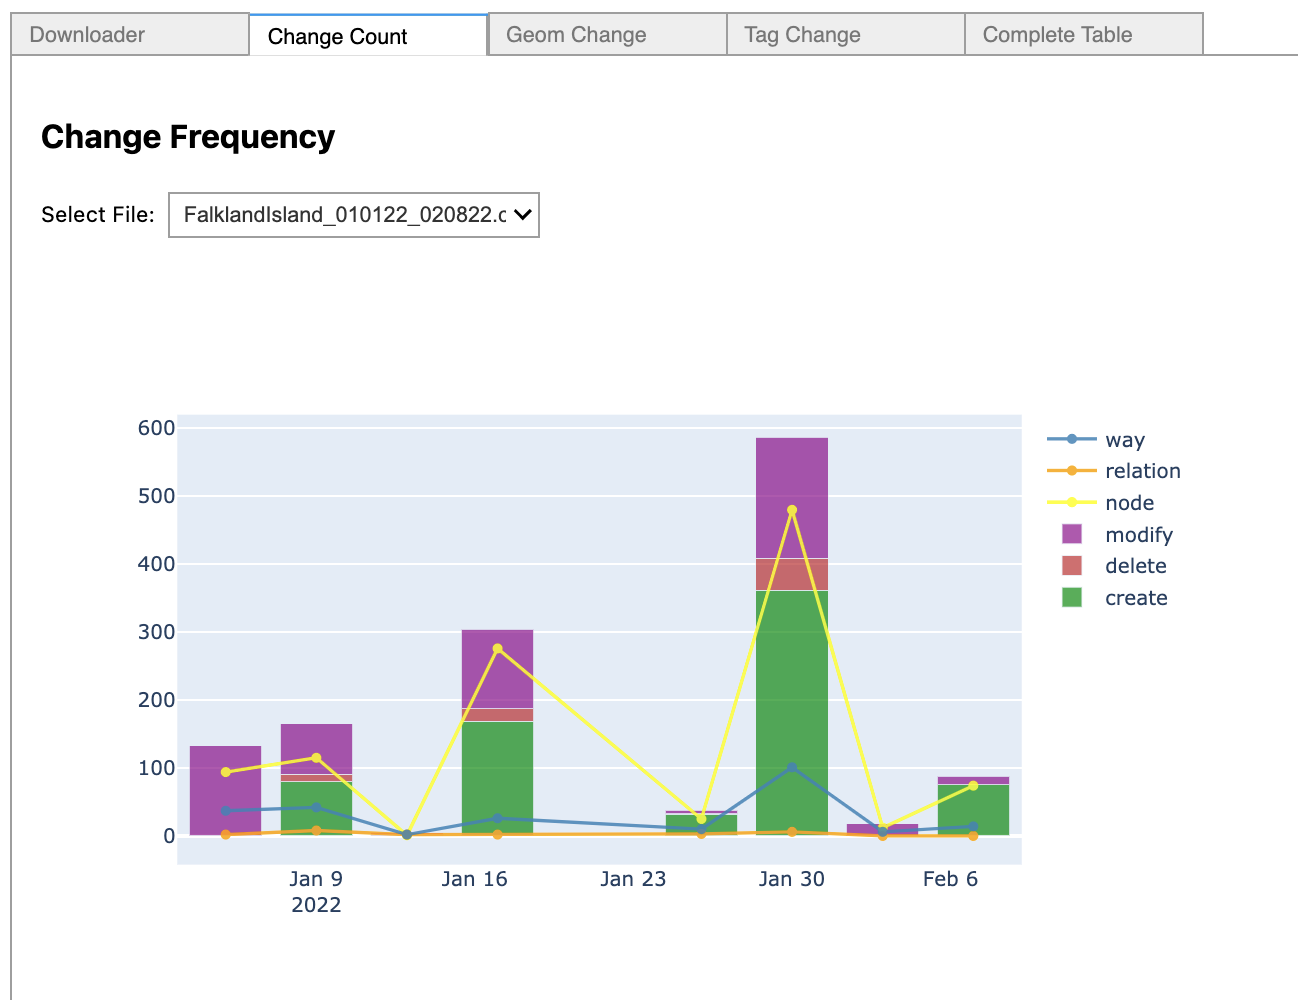 Downloader Change Count Geom Change Tag Change Complete Table
Change Frequency
Select File: FalklandIsland_010122_020822.c
600
500
400
300
200
100
0
Jan 9 Jan 16 Jan 23 Jan 30 Feb 6
2022
way
relation
node
modify
delete
create